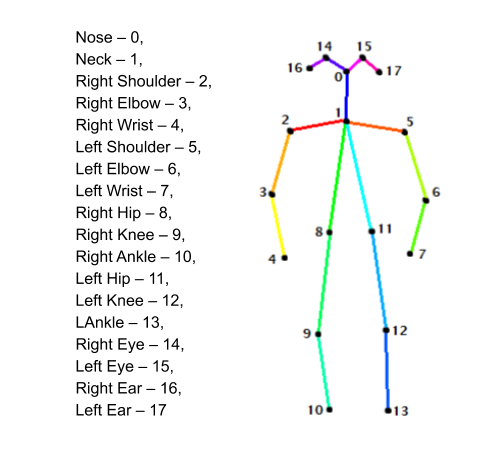 Nose – 0,
Neck – 1,
Right Shoulder – 2,
Right Elbow – 3,
Right Wrist – 4,
Left Shoulder – 5,
Left Elbow – 6,
Left Wrist – 7,
Right Hip – 8,
Right Knee – 9,
Right Ankle – 10,
Left Hip – 11,
Left Knee – 12,
LAnkle – 13,
Right Eye – 14,
Left Eye – 15,
Right Ear – 16,
Left Ear – 17
14 15
16 0 17
1
2 5
3 6
8 11
4 7
9 12
10 13